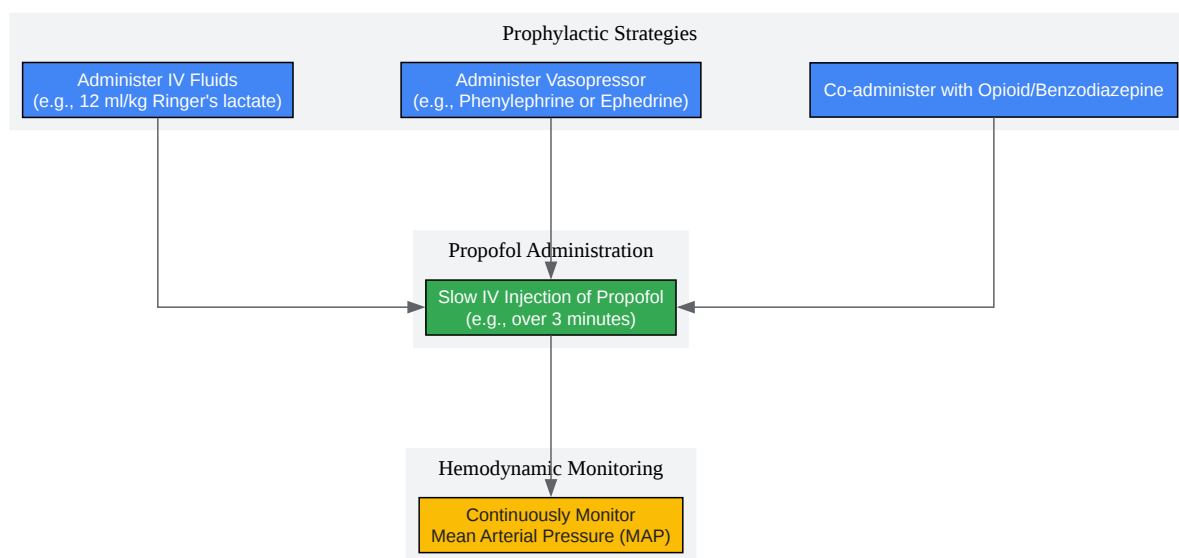 Prophylactic Strategies
Administer IV Fluids
(e.g., 12 ml/kg Ringer's lactate)
Administer Vasopressor
(e.g., Phenylephrine or Ephedrine)
Co-administer with Opioid/Benzodiazepine
Propofol Administration
Slow IV Injection of Propofol
(e.g., over 3 minutes)
Hemodynamic Monitoring
Continuously Monitor
Mean Arterial Pressure (MAP)